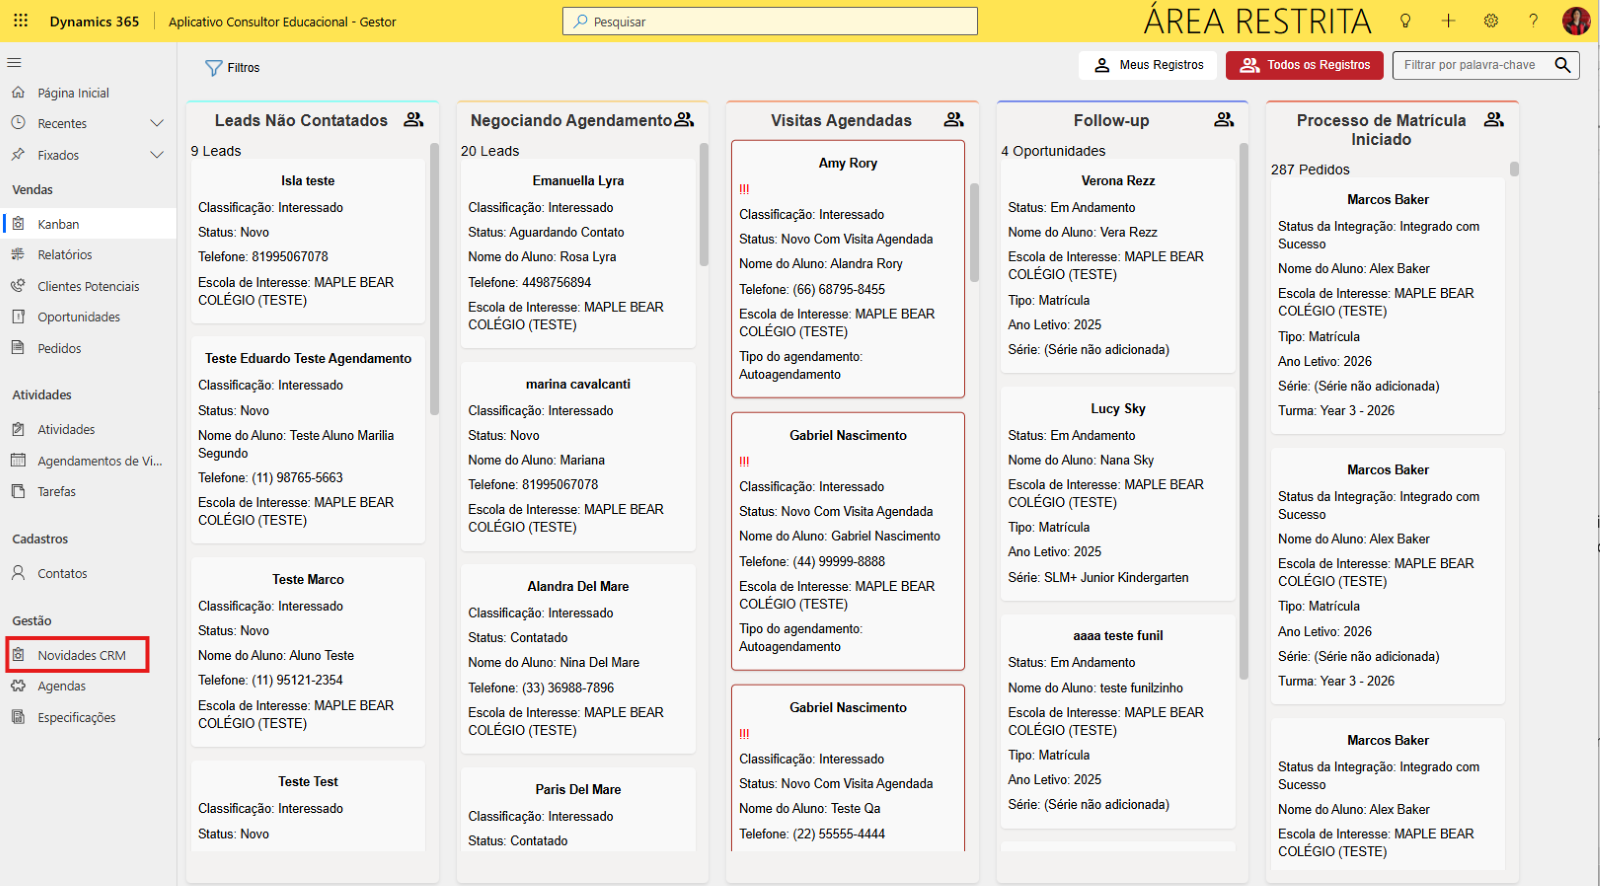 Dynamics 365
Aplicativo Consultor Educacional - Gestor
Pesquisar
ÁREA RESTRITA
Página Inicial
Recentes
Fixados
Vendas
Kanban
Relatórios
Clientes Potenciais
Oportunidades
Pedidos
Atividades
Atividades
Agendamentos de Vi...
Tarefas
Cadastros
Contatos
Gestão
Novidades CRM
Agendas
Especificações
Filtros
Meus Registros
Todos os Registros
Filtrar por palavra-chave
Leads Não Contatados
9 Leads
Isla teste
Classificação: Interessado
Status: Novo
Telefone: 81995067078
Escola de Interesse: MAPLE BEAR
COLÉGIO (TESTE)
Teste Eduardo Teste Agendamento
Classificação: Interessado
Status: Novo
Nome do Aluno: Teste Aluno Marilia
Segundo
Telefone: (11) 98765-5663
Escola de Interesse: MAPLE BEAR
COLÉGIO (TESTE)
Teste Marco
Classificação: Interessado
Status: Novo
Nome do Aluno: Aluno Teste
Telefone: (11) 95121-2354
Escola de Interesse: MAPLE BEAR
COLÉGIO (TESTE)
Teste Test
Classificação: Interessado
Status: Novo
Negociando Agendamento
20 Leads
Emanuella Lyra
Classificação: Interessado
Status: Aguardando Contato
Nome do Aluno: Rosa Lyra
Telefone: 4498756894
Escola de Interesse: MAPLE BEAR
COLÉGIO (TESTE)
marina cavalcanti
Classificação: Interessado
Status: Novo
Nome do Aluno: Mariana
Telefone: 81995067078
Escola de Interesse: MAPLE BEAR
COLÉGIO (TESTE)
Alandra Del Mare
Classificação: Interessado
Status: Contatado
Nome do Aluno: Nina Del Mare
Telefone: (33) 36988-7896
Escola de Interesse: MAPLE BEAR
COLÉGIO (TESTE)
Paris Del Mare
Classificação: Interessado
Status: Contatado
Visitas Agendadas
Amy Rory
!!!
Classificação: Interessado
Status: Novo Com Visita Agendada
Nome do Aluno: Alandra Rory
Telefone: (66) 68795-8455
Escola de Interesse: MAPLE BEAR
COLÉGIO (TESTE)
Tipo do agendamento:
Autoagendamento
Gabriel Nascimento
!!!
Classificação: Interessado
Status: Novo Com Visita Agendada
Nome do Aluno: Gabriel Nascimento
Telefone: (44) 99999-8888
Escola de Interesse: MAPLE BEAR
COLÉGIO (TESTE)
Tipo do agendamento:
Autoagendamento
Gabriel Nascimento
!!!
Classificação: Interessado
Status: Novo Com Visita Agendada
Nome do Aluno: Teste Qa
Telefone: (22) 55555-4444
Follow-up
4 Oportunidades
Verona Rezz
Status: Em Andamento
Nome do Aluno: Vera Rezz
Escola de Interesse: MAPLE BEAR
COLÉGIO (TESTE)
Tipo: Matrícula
Ano Letivo: 2025
Série: (Série não adicionada)
Lucy Sky
Status: Em Andamento
Nome do Aluno: Nana Sky
Escola de Interesse: MAPLE BEAR
COLÉGIO (TESTE)
Tipo: Matrícula
Ano Letivo: 2025
Série: SLM+ Junior Kindergarten
aaaa teste funil
Status: Em Andamento
Nome do Aluno: teste funilzinho
Escola de Interesse: MAPLE BEAR
COLÉGIO (TESTE)
Tipo: Matrícula
Ano Letivo: 2025
Série: (Série não adicionada)
Processo de Matrícula
Iniciado
287 Pedidos
Marcos Baker
Status da Integração: Integrado com
Sucesso
Nome do Aluno: Alex Baker
Escola de Interesse: MAPLE BEAR
COLÉGIO (TESTE)
Tipo: Matrícula
Ano Letivo: 2026
Série: (Série não adicionada)
Turma: Year 3 - 2026
Marcos Baker
Status da Integração: Integrado com
Sucesso
Nome do Aluno: Alex Baker
Escola de Interesse: MAPLE BEAR
COLÉGIO (TESTE)
Tipo: Matrícula
Ano Letivo: 2026
Série: (Série não adicionada)
Turma: Year 3 - 2026
Marcos Baker
Status da Integração: Integrado com
Sucesso
Nome do Aluno: Alex Baker
Escola de Interesse: MAPLE BEAR
COLÉGIO (TESTE)